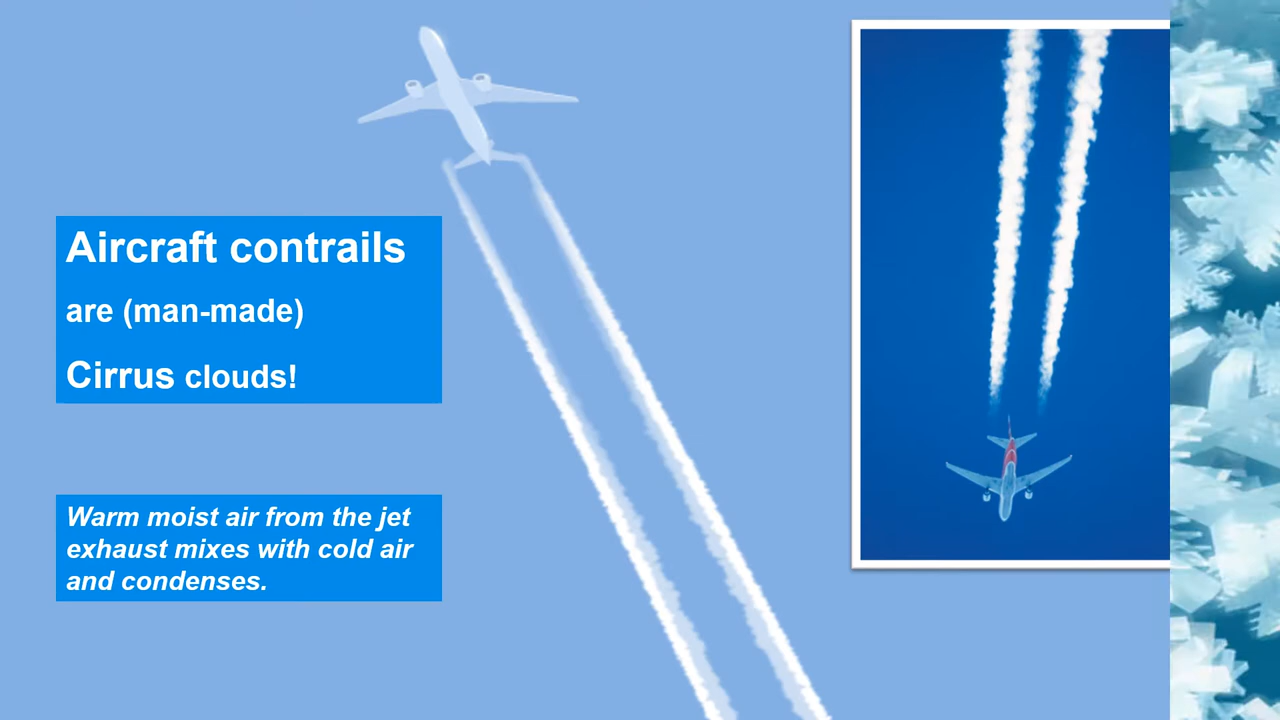 Aircraft contrails
are (man-made)
Cirrus clouds!
Warm moist air from the jet
exhaust mixes with cold air
and condenses.